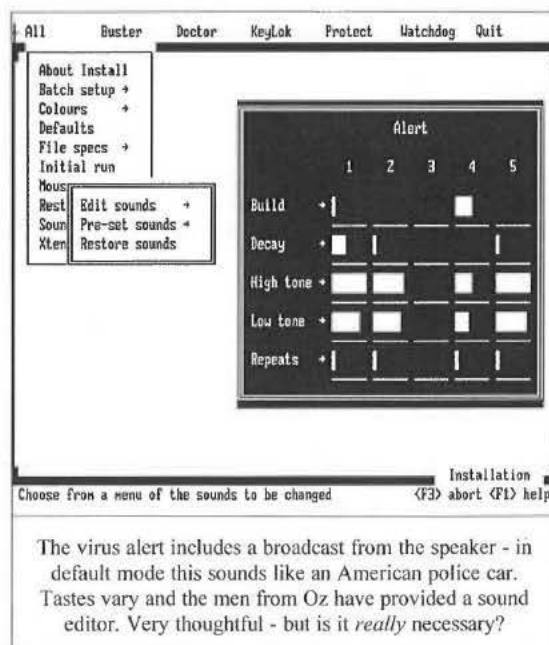 All Buster Doctor KeyLok Protect Watchdog Quit
About Install
Batch setup →
Colours →
Defaults
File specs →
Initial run
Mous
Rest
Soun
Xten
Edit sounds →
Pre-set sounds →
Restore sounds
Alert
1 2 3 4 5
Build →
Decay →
High tone →
Low tone →
Repeats →
Installation
Choose from a menu of the sounds to be changed <F3> abort <F1> help
The virus alert includes a broadcast from the speaker - in
default mode this sounds like an American police car.
Tastes vary and the men from Oz have provided a sound
editor. Very thoughtful - but is it really necessary?